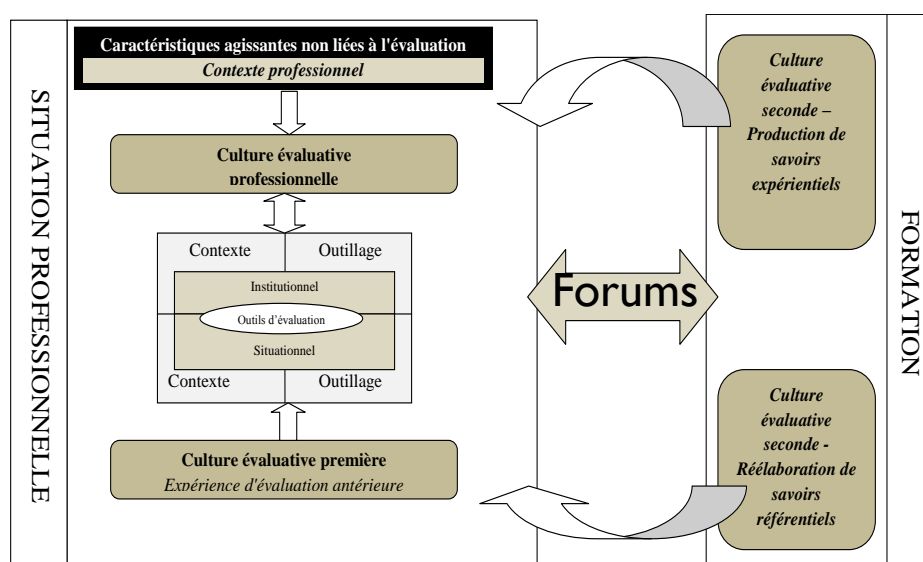 SITUATION PROFESSIONNELLE
Caractéristiques agissantes non liées à l'évaluation
Contexte professionnel
Culture évaluative
professionnelle
Contexte
Outillage
Institutionnel
Outils d'évaluation
Situationnel
Contexte
Outillage
Culture évaluative première
Expérience d'évaluation antérieure
Forums
Culture
évaluative
seconde –
Production de
savoirs
expérientiels
Culture
évaluative
seconde -
Réélaboration de
savoirs
référentiels
FORMATION